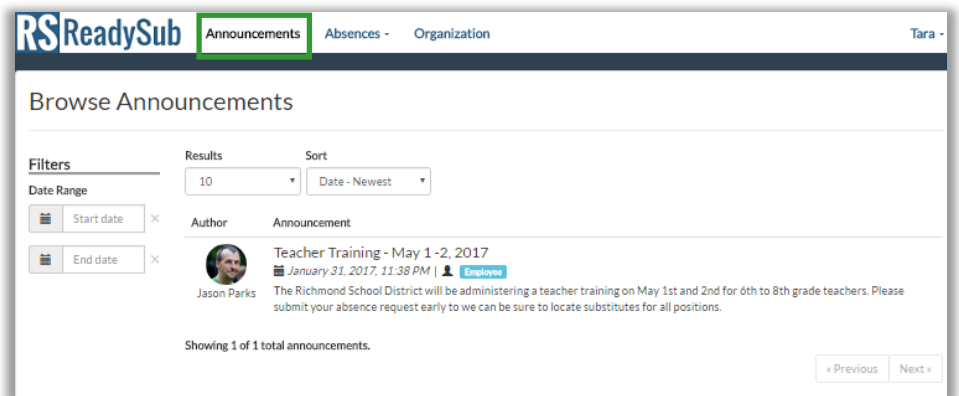 RS ReadySub Announcements Absences - Organization Tara -
Browse Announcements
Filters
Date Range
Start date ×
End date ×
Results Sort
10 Date - Newest
Author Announcement
Teacher Training - May 1 -2, 2017
January 31, 2017, 11:38 PM | Employee
Jason Parks
The Richmond School District will be administering a teacher training on May 1st and 2nd for 6th to 8th grade teachers. Please
submit your absence request early to we can be sure to locate substitutes for all positions.
Showing 1 of 1 total announcements.
« Previous Next »